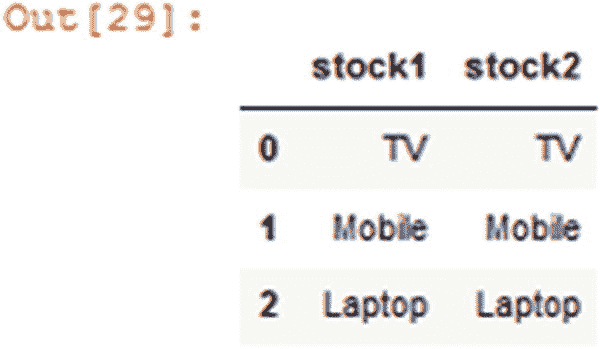 Out[29]:
stock1 stock2
0 TV TV
1 Mobile Mobile
2 Laptop Laptop